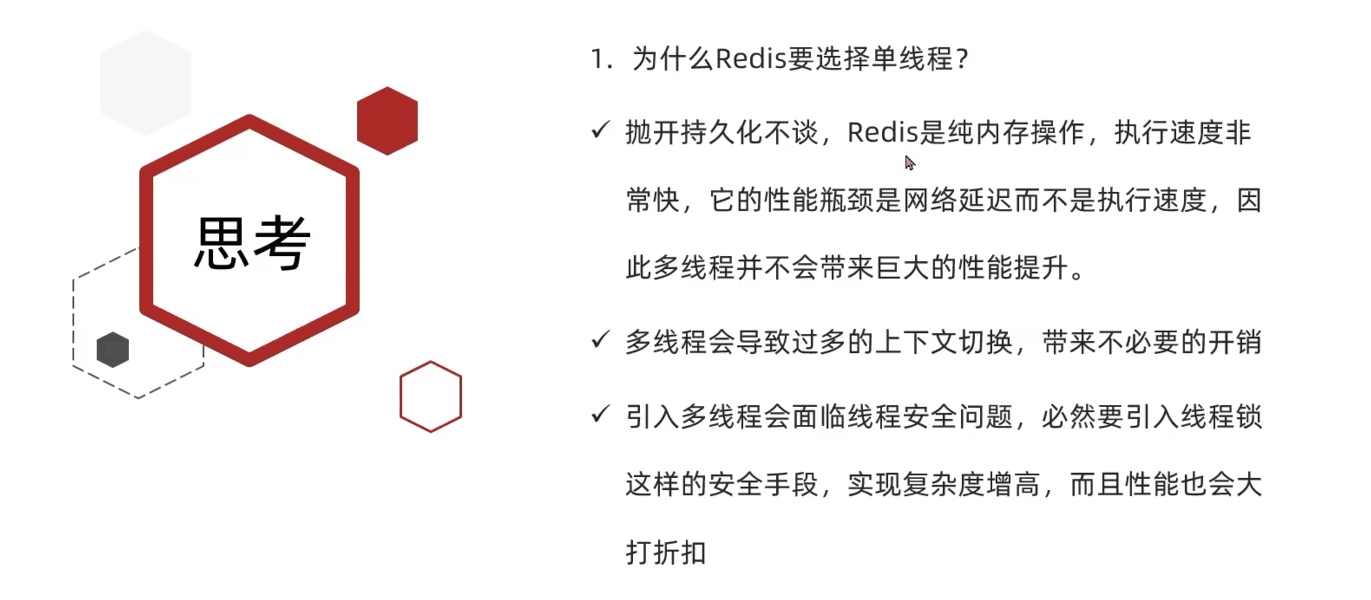 思考
1. 为什么Redis要选择单线程？
✓ 抛开持久化不谈，Redis是纯内存操作，执行速度非
常快，它的性能瓶颈是网络延迟而不是执行速度，因
此多线程并不会带来巨大的性能提升。
✓ 多线程会导致过多的上下文切换，带来不必要的开销
✓ 引入多线程会面临线程安全问题，必然要引入线程锁
这样的安全手段，实现复杂度增高，而且性能也会大
打折扣